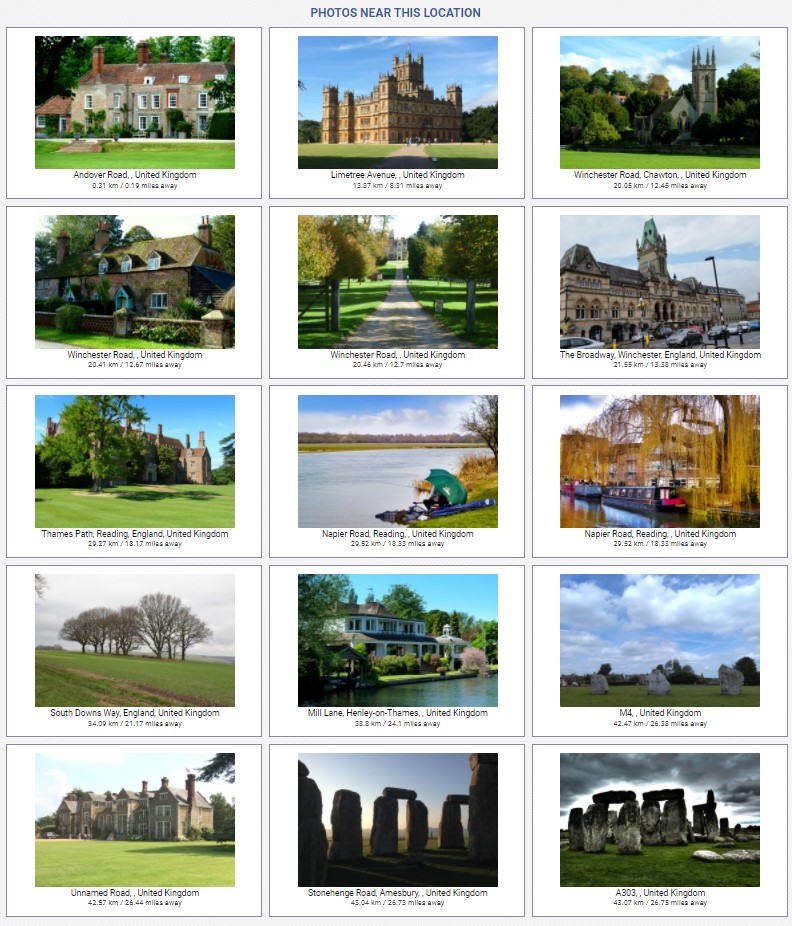 PHOTOS NEAR THIS LOCATION
Andover Road, , United Kingdom
0.31 km / 0.19 miles away
Limetree Avenue, , United Kingdom
13.37 km / 8.31 miles away
Winchester Road, Chawton, , United Kingdom
20.05 km / 12.45 miles away
Winchester Road, , United Kingdom
20.41 km / 12.67 miles away
Winchester Road, , United Kingdom
20.46 km / 12.7 miles away
The Broadway, Winchester, England, United Kingdom
21.55 km / 13.38 miles away
Thames Path, Reading, England, United Kingdom
29.27 km / 18.17 miles away
Napier Road, Reading, , United Kingdom
29.52 km / 18.33 miles away
Napier Road, Reading, , United Kingdom
29.52 km / 18.33 miles away
South Downs Way, England, United Kingdom
34.09 km / 21.17 miles away
Mill Lane, Henley-on-Thames, , United Kingdom
38.8 km / 24.1 miles away
M4, , United Kingdom
42.47 km / 26.38 miles away
Unnamed Road, , United Kingdom
42.57 km / 26.44 miles away
Stonehenge Road, Amesbury, , United Kingdom
43.04 km / 26.73 miles away
A303, , United Kingdom
43.07 km / 26.75 miles away